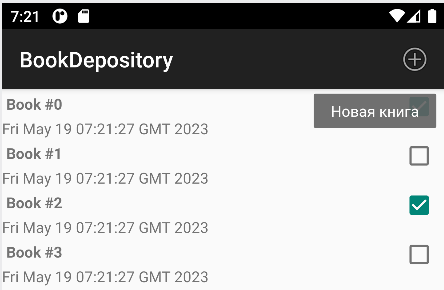 7:21
BookDepository
Book #0
Новая книга
Fri May 19 07:21:27 GMT 2023
Book #1
Fri May 19 07:21:27 GMT 2023
Book #2
Fri May 19 07:21:27 GMT 2023
Book #3
Fri May 19 07:21:27 GMT 2023